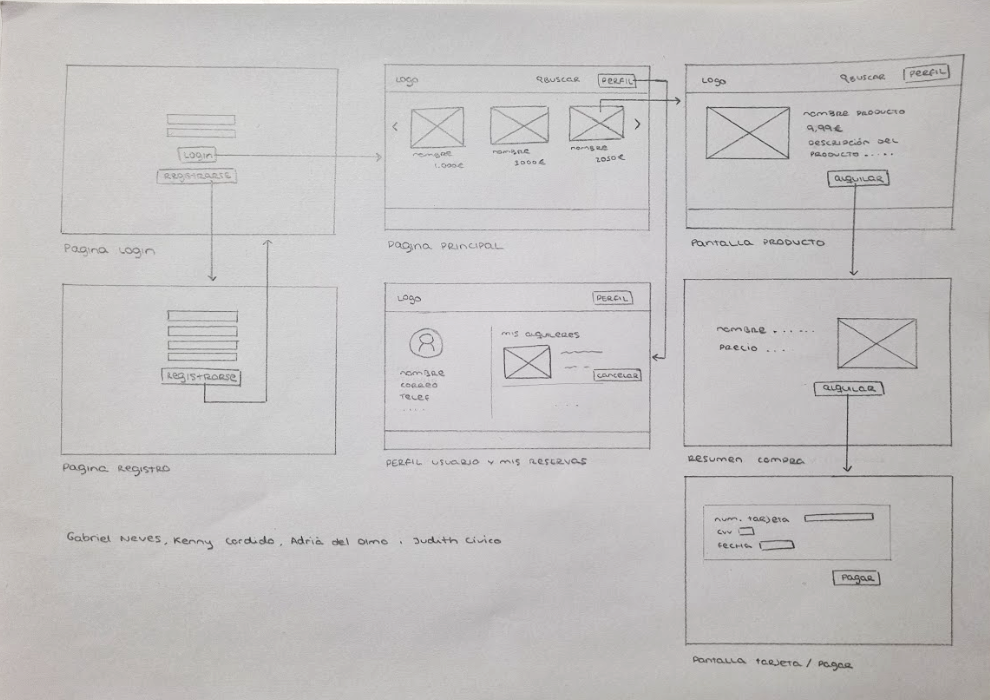 Login
Registrarte
Pagina Login
Logo
Buscar
Perfil
< >
nombre
1.000€
nombre
3000€
nombre
2050€
Pagina Principal
Logo
Buscar
Perfil
nombre producto
9,99€
Descripción del
producto .....
Alquilar
Pantalla Producto
Registrarse
Pagina Registro
Logo
Perfil
nombre
correo
telef
....
mis alquileres
cancelar
...
Perfil usuario y mis reservas
nombre ......
Precio ...
Alquilar
Resumen compra
num. tarjeta
cvv
Fecha
Pagar
Pantalla tarjeta / Pagar
Gabriel Neves, Kenny Cordido, Adrià del Olmo i Judith Civico